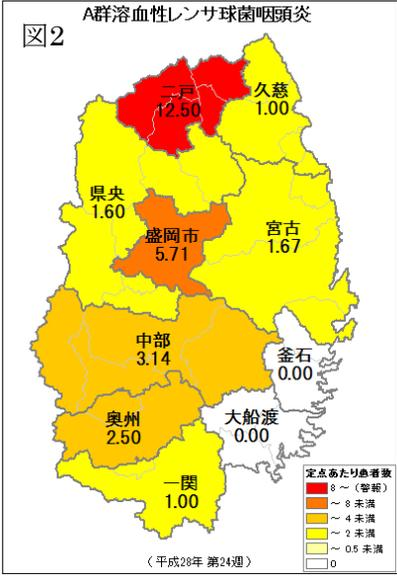 A群溶血性レンサ球菌咽頭炎
図2
二戸
12.50
久慈
1.00
県央
1.60
盛岡市
5.71
宮古
1.67
中部
3.14
釜石
0.00
奥州
2.50
大船渡
0.00
一関
1.00
定点あたり患者数
8～（警報）
～ 8 未満
～ 4 未満
～ 2 未満
～ 0.5 未満
0
（平成28年 第24週）